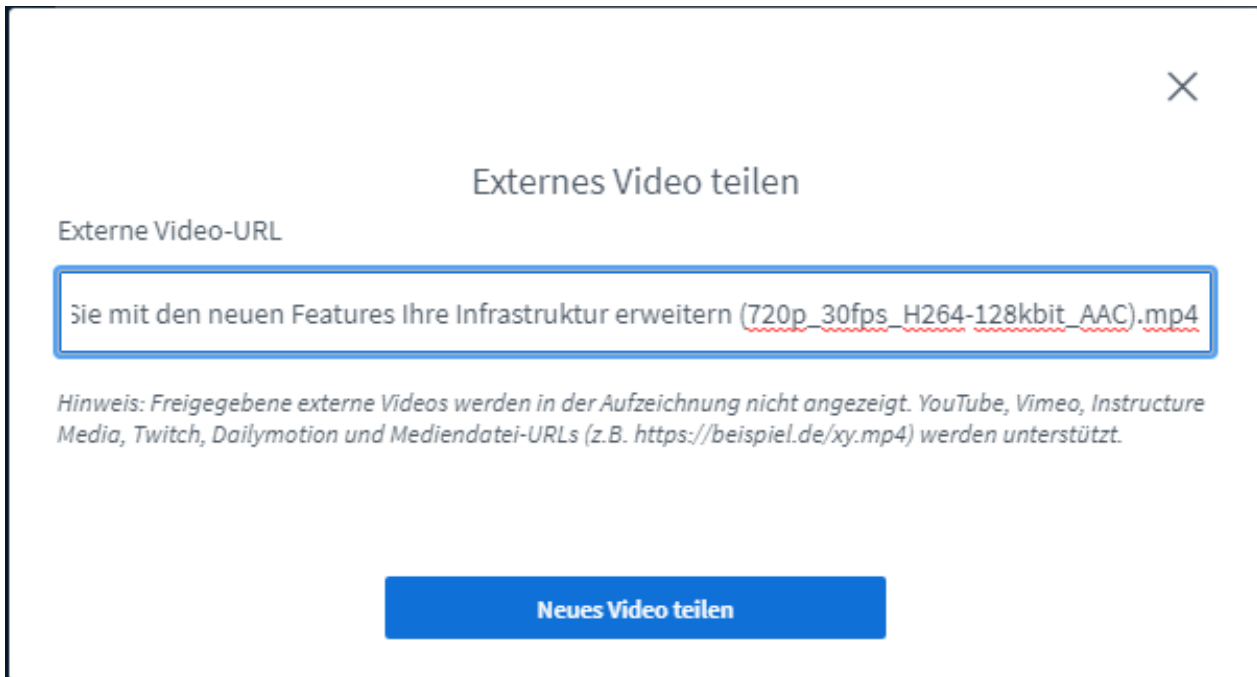 Externes Video teilen
Externe Video-URL
Sie mit den neuen Features Ihre Infrastruktur erweitern (720p_30fps_H264-128kbit_AAC).mp4
Hinweis: Freigegebene externe Videos werden in der Aufzeichnung nicht angezeigt. YouTube, Vimeo, Instructure
Media, Twitch, Dailymotion und Mediendatei-URLs (z.B. https://beispiel.de/xy.mp4) werden unterstützt.
Neues Video teilen